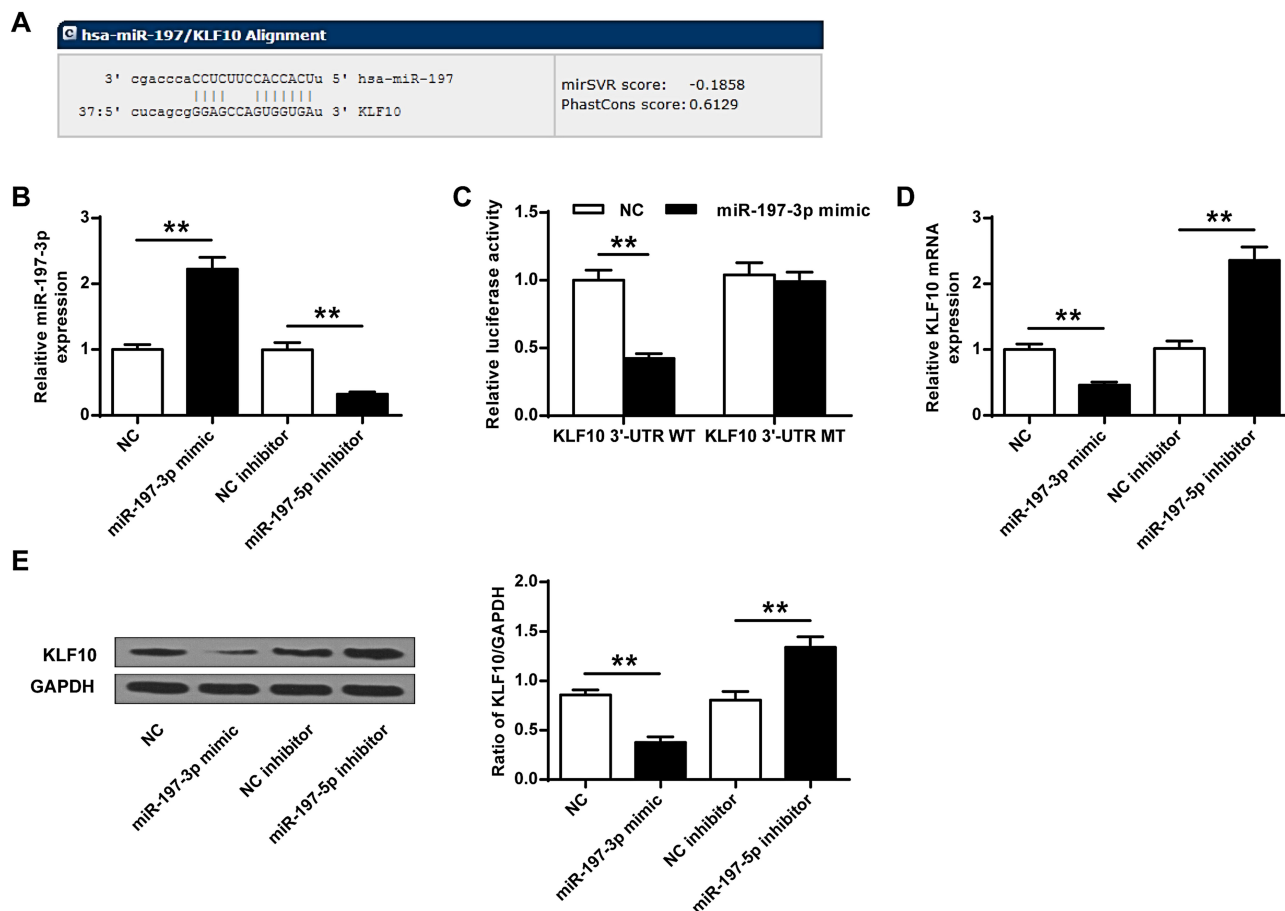 A
hsa-miR-197/KLF10 Alignment
3' cgacccaCCUCUUCCACCACUu 5' hsa-miR-197
37:5' cucagcgGGAGCCAGUGGUGAu 3' KLF10
mirSVR score: -0.1858
PhastCons score: 0.6129
B
Relaitive miR-197-3p
expression
3
2
1
0
**
**
NC
miR-197-3p mimic
NC inhibitor
miR-197-5p inhibitor
C
NC
miR-197-3p mimic
Relative luciferase activity
1.5
1.0
0.5
0.0
**
KLF10 3'-UTR WT
KLF10 3'-UTR MT
D
Relaitive KLF10 mRNA
expression
3
2
1
0
**
**
NC
miR-197-3p mimic
NC inhibitor
miR-197-5p inhibitor
E
KLF10
GAPDH
NC
miR-197-3p mimic
NC inhibitor
miR-197-5p inhibitor
Ratio of KLF10/GAPDH
2.0
1.5
1.0
0.5
0.0
**
**
NC
miR-197-3p mimic
NC inhibitor
miR-197-5p inhibitor